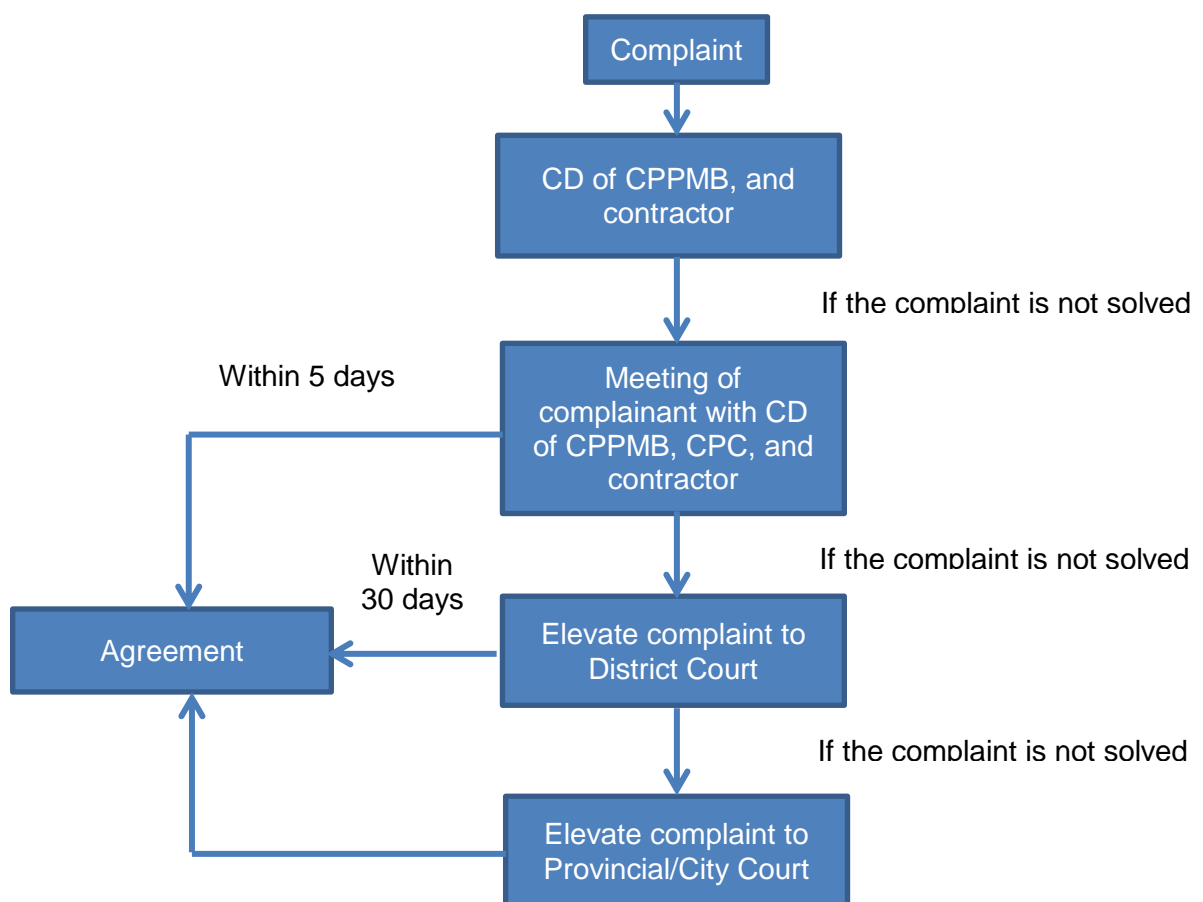 Complaint
CD of CPPMB, and
contractor
If the complaint is not solved
Within 5 days
Meeting of
complainant with CD
of CPPMB, CPC, and
contractor
If the complaint is not solved
Within
30 days
Agreement
Elevate complaint to
District Court
If the complaint is not solved
Elevate complaint to
Provincial/City Court